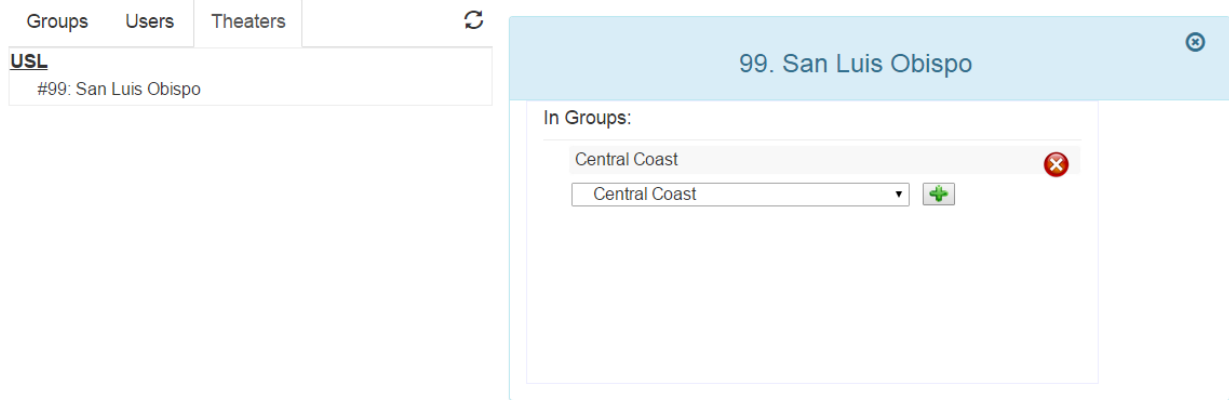 Groups Users Theaters
USL
#99: San Luis Obispo
99. San Luis Obispo
In Groups:
Central Coast
Central Coast